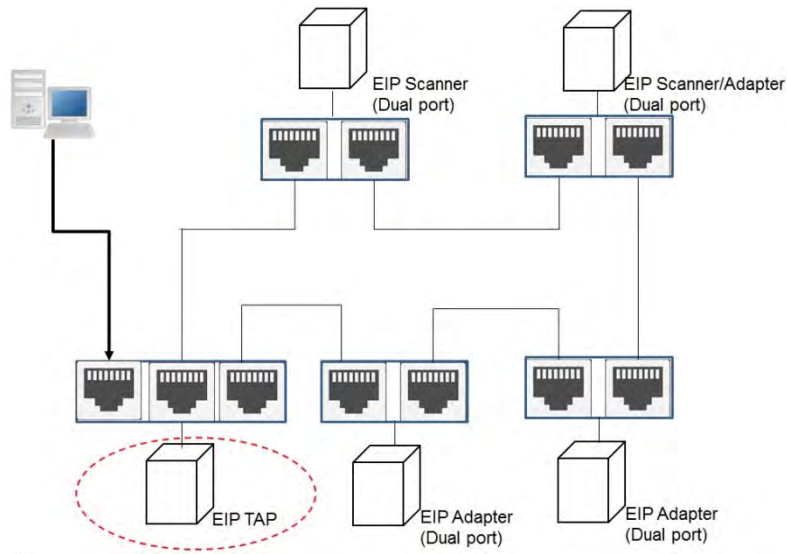 EIP Scanner
(Dual port)
EIP Scanner/Adapter
(Dual port)
EIP TAP
EIP Adapter
(Dual port)
EIP Adapter
(Dual port)